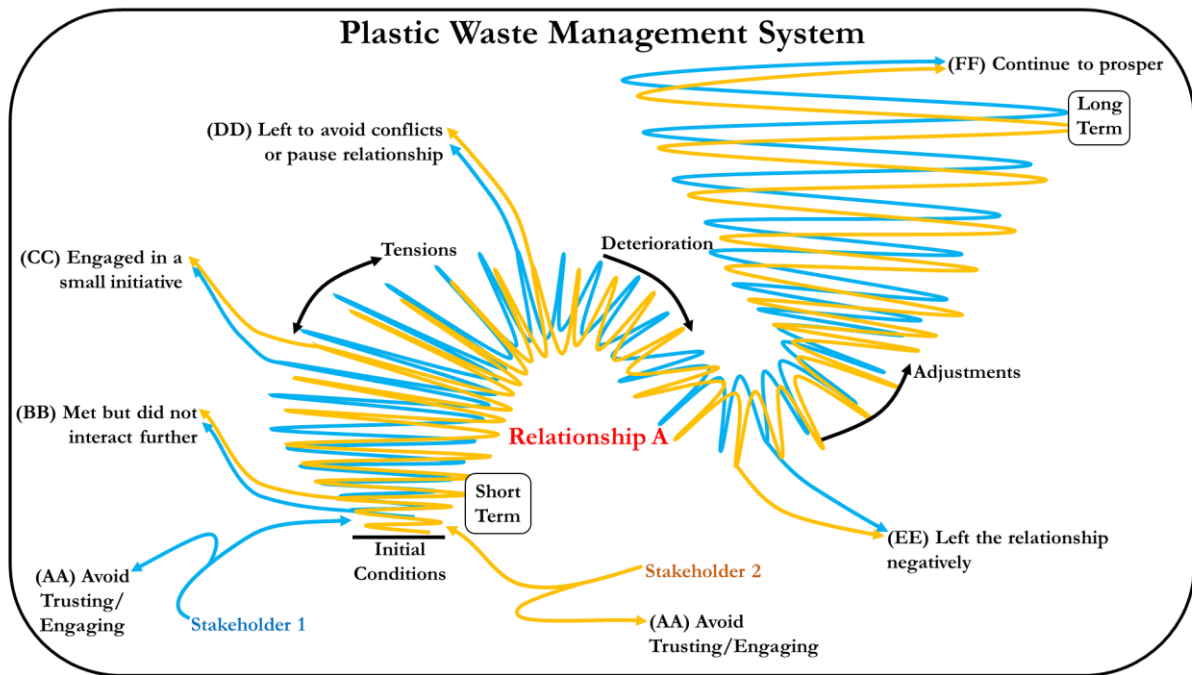 Plastic Waste Management System
(FF) Continue to prosper
Long
Term
(DD) Left to avoid conflicts
or pause relationship
Tensions
Deterioration
(CC) Engaged in a
small initiative
Adjustments
(BB) Met but did not
interact further
Relationship A
Short
Term
Initial
Conditions
(EE) Left the relationship
negatively
(AA) Avoid
Trusting/
Engaging
Stakeholder 1
Stakeholder 2
(AA) Avoid
Trusting/Engaging